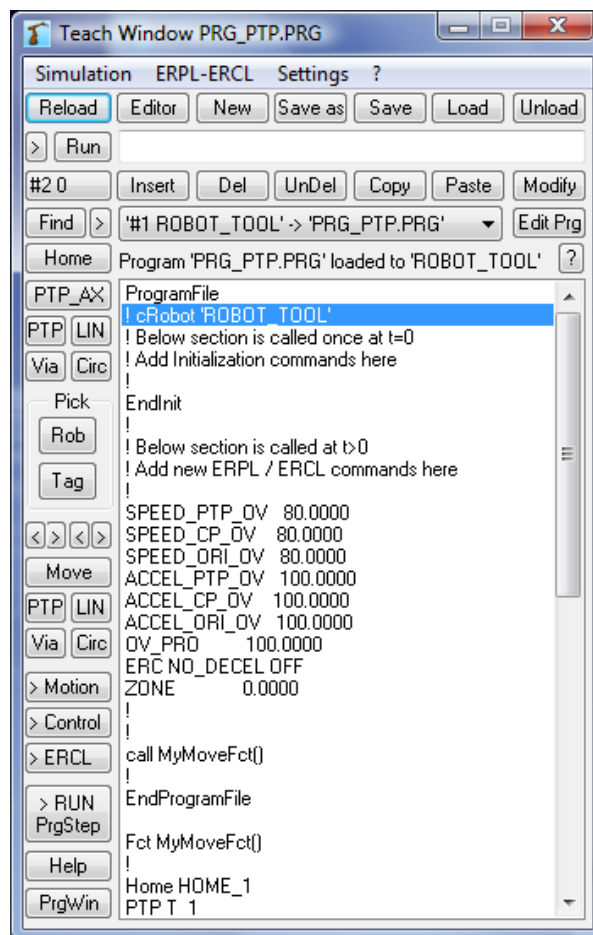 Teach Window PRG_PTP.PRG
Simulation ERPL-ERCL Settings ?
Reload Editor New Save as Save Load Unload
> Run
#2 0 Insert Del UnDel Copy Paste Modify
Find > '#1 ROBOT_TOOL' -> 'PRG_PTP.PRG' Edit Prg
Home Program 'PRG_PTP.PRG' loaded to 'ROBOT_TOOL' ?
PTP_AX
PTP LIN
Via Circ
Pick
Rob
Tag
< > < >
Move
PTP LIN
Via Circ
> Motion
> Control
> ERCL
> RUN
PrgStep
Help
PrgWin
ProgramFile
! cRobot 'ROBOT_TOOL'
! Below section is called once at t=0
! Add Initialization commands here
!
EndInit
!
! Below section is called at t>0
! Add new ERPL / ERCL commands here
!
SPEED_PTP_OV 80.0000
SPEED_CP_OV 80.0000
SPEED_ORI_OV 80.0000
ACCEL_PTP_OV 100.0000
ACCEL_CP_OV 100.0000
ACCEL_ORI_OV 100.0000
OV_PRO 100.0000
ERC NO_DECEL OFF
ZONE 0.0000
!
!
call MyMoveFct()
!
EndProgramFile
Fct MyMoveFct()
!
Home HOME_1
PTP T_1